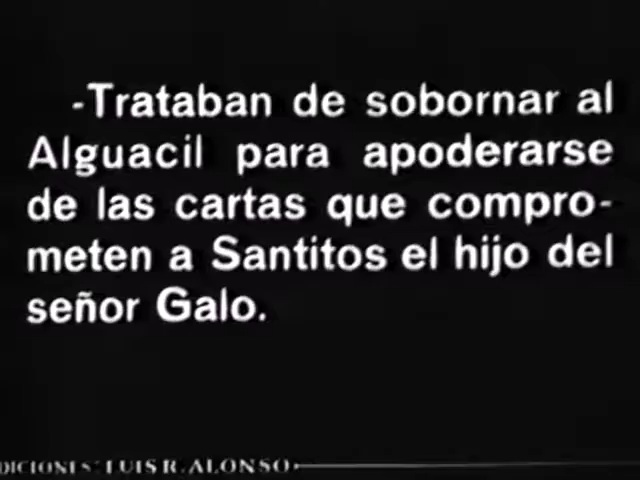 -Trataban de sobornar al
Alguacil para apoderarse
de las cartas que compro-
meten a Santitos el hijo del
señor Galo.
DICIONES LUIS R. ALONSO